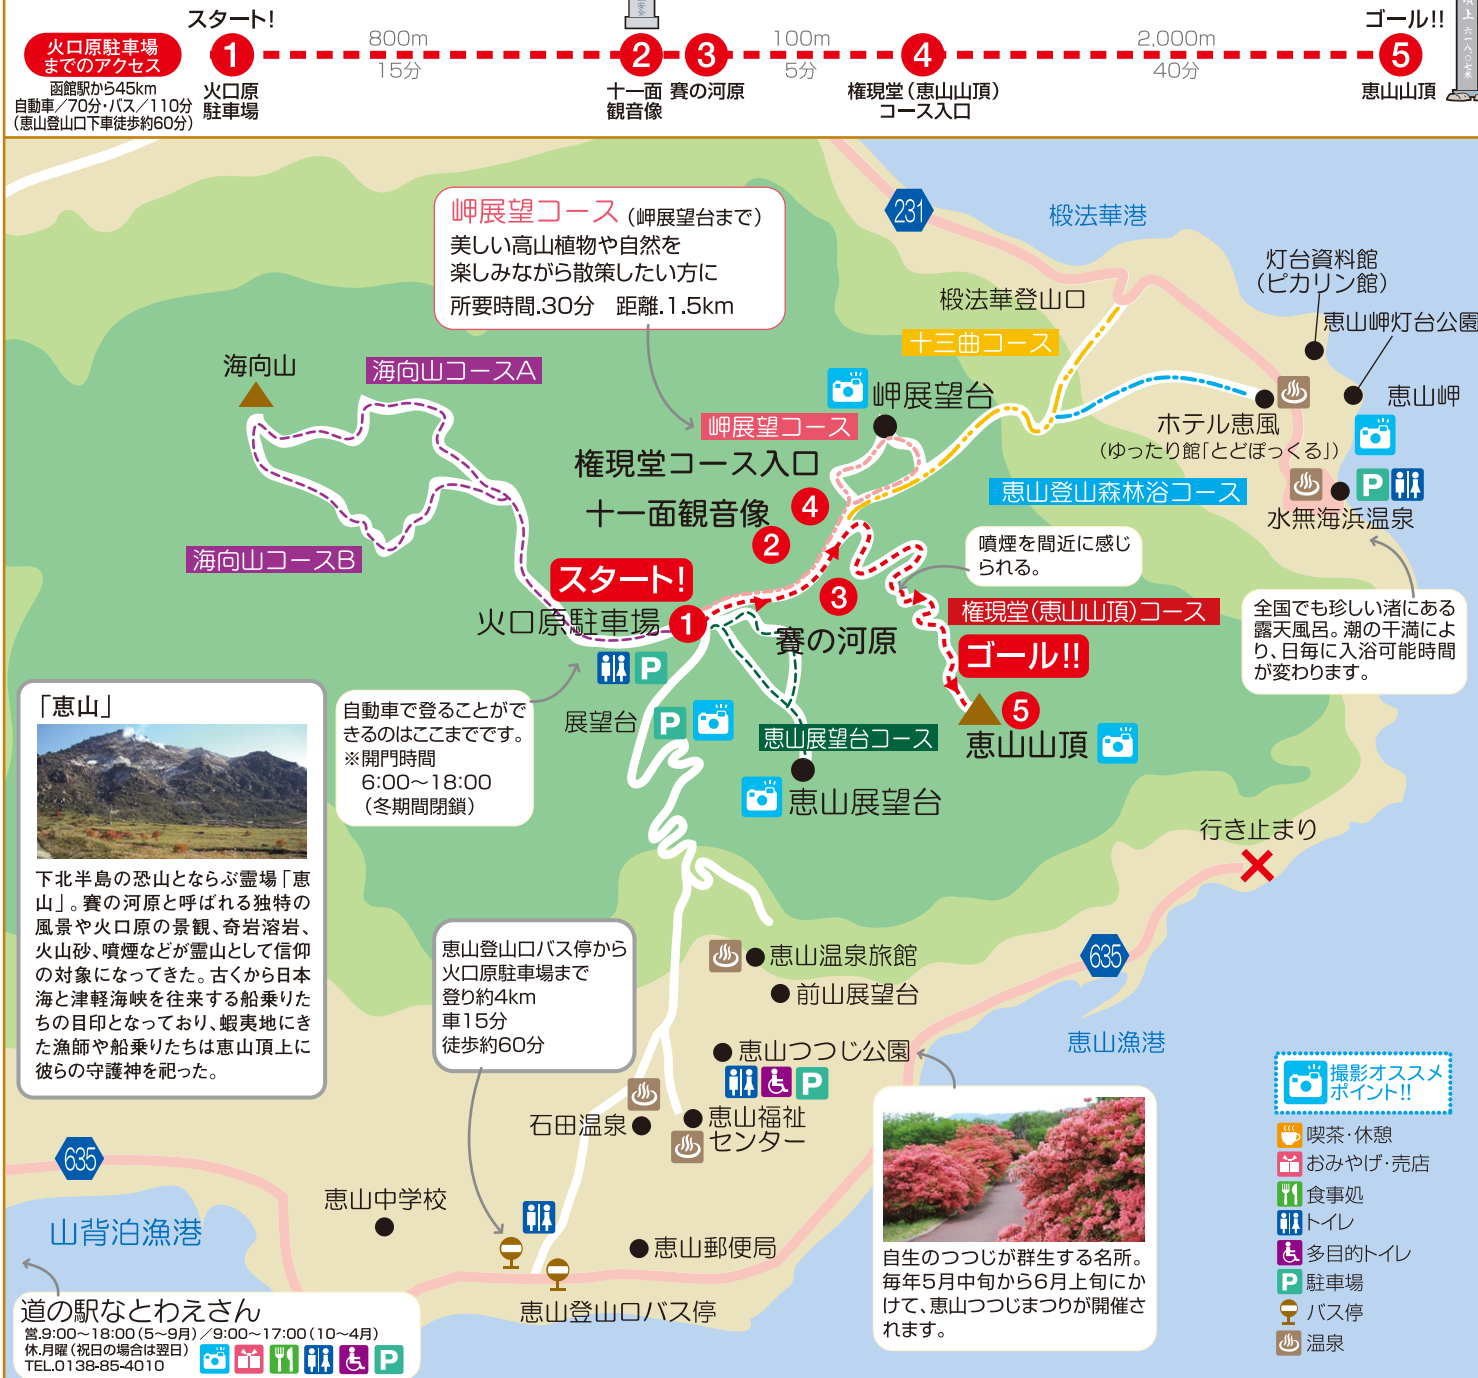 スタート!
火口原駐車場
までのアクセス
函館駅から45km
自動車/70分・バス/110分
(恵山登山口下車徒歩約60分)
1
火口原
駐車場
800m
15分
2
十一面
観音像
3
賽の河原
100m
5分
4
権現堂(恵山山頂)
コース入口
2,000m
40分
ゴール!!
5
恵山山頂
岬展望コース(岬展望台まで)
美しい高山植物や自然を
楽しみながら散策したい方に
所要時間.30分 距離.1.5km
231
椴法華港
灯台資料館
(ピカリン館)
椴法華登山口
恵山岬灯台公園
十三曲コース
海向山
海向山コースA
岬展望台
恵山岬
岬展望コース
ホテル恵風
(ゆったり館「とどぽっくる」)
権現堂コース入口
恵山登山森林浴コース
P
水無海浜温泉
十一面観音像
4
2
海向山コースB
噴煙を間近に感じ
られる。
スタート!
火口原駐車場
1
3
賽の河原
権現堂(恵山山頂)コース
ゴール!!
全国でも珍しい渚にある
露天風呂。潮の干満によ
り、日毎に入浴可能時間
が変わります。
P
自動車で登ることがで
きるのはここまでです。
※開門時間
6:00〜18:00
(冬期間閉鎖)
展望台
P
恵山展望台コース
5
恵山山頂
恵山展望台
「恵山」
下北半島の恐山とならぶ霊場「恵
山」。賽の河原と呼ばれる独特の
風景や火口原の景観、奇岩溶岩、
火山砂、噴煙などが霊山として信仰
の対象になってきた。古くから日本
海と津軽海峡を往来する船乗りた
ちの目印となっており、蝦夷地にき
た漁師や船乗りたちは恵山頂上に
彼らの守護神を祀った。
行き止まり
恵山登山口バス停から
火口原駐車場まで
登り約4km
車15分
徒歩約60分
恵山温泉旅館
前山展望台
635
恵山漁港
恵山つつじ公園
P
石田温泉
恵山福祉
センター
自生のつつじが群生する名所。
毎年5月中旬から6月上旬にか
けて、恵山つつじまつりが開催さ
れます。
635
山背泊漁港
恵山中学校
恵山郵便局
恵山登山口バス停
道の駅なとわえさん
営.9:00〜18:00(5〜9月)/9:00〜17:00(10〜4月)
休.月曜(祝日の場合は翌日)
TEL.0138-85-4010
P
撮影オススメ
ポイント!!
喫茶・休憩
おみやげ・売店
食事処
トイレ
多目的トイレ
P 駐車場
バス停
温泉